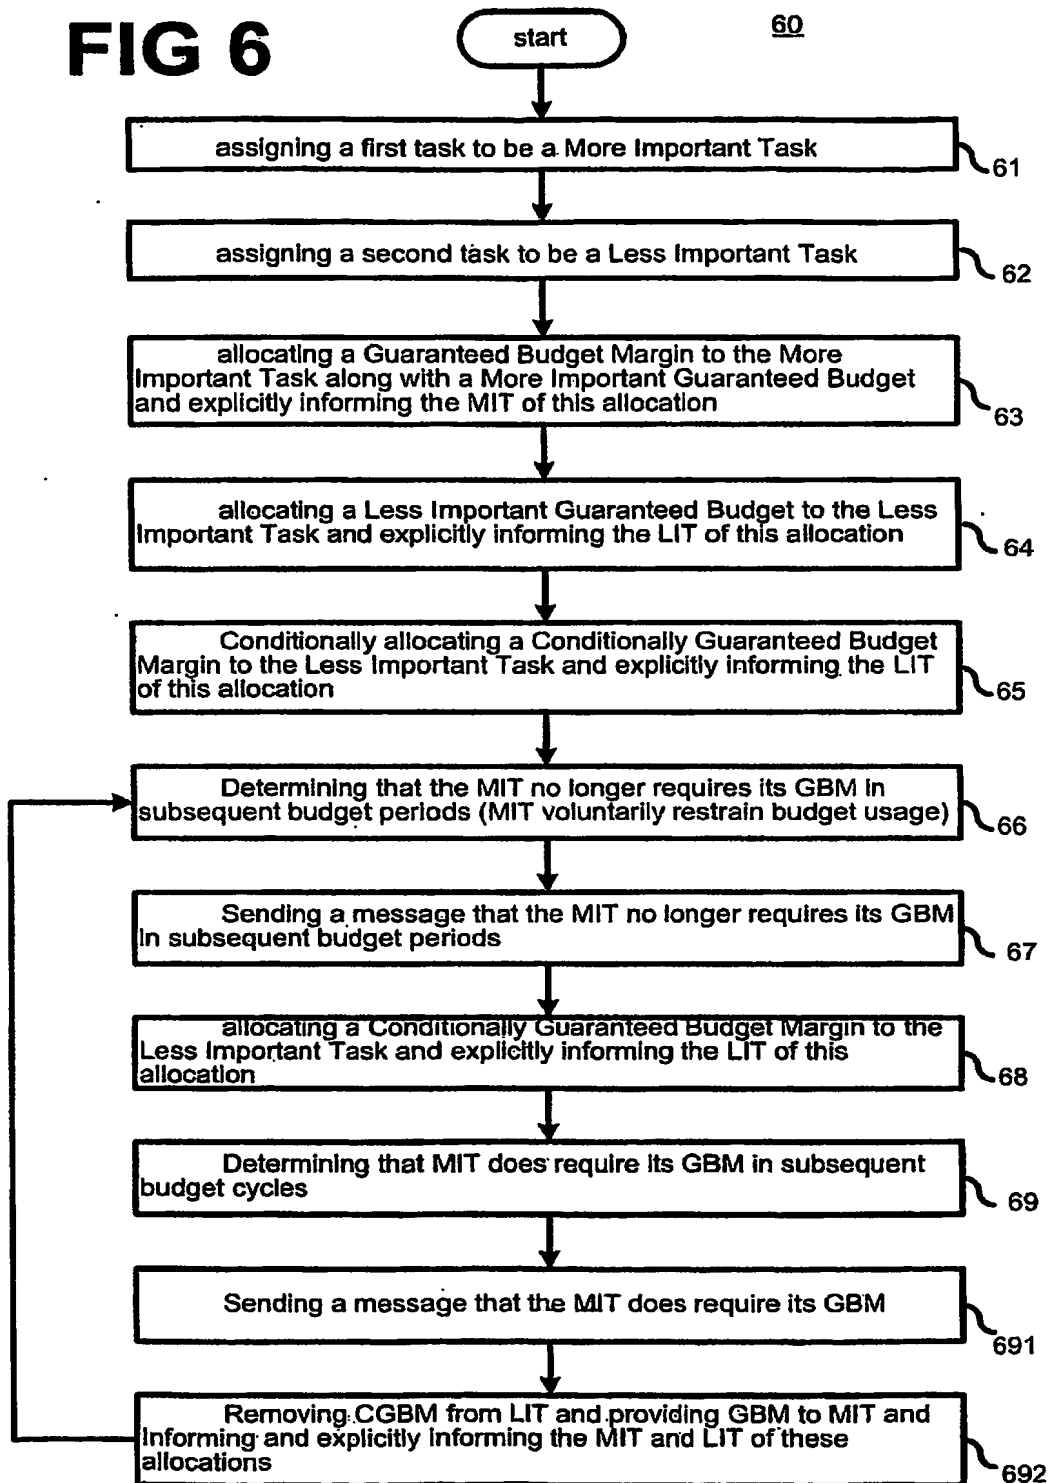 FIG 6
start
60
assigning a first task to be a More Important Task
61
assigning a second task to be a Less Important Task
62
allocating a Guaranteed Budget Margin to the More
Important Task along with a More Important Guaranteed Budget
and explicitly informing the MIT of this allocation
63
allocating a Less Important Guaranteed Budget to the Less
Important Task and explicitly informing the LIT of this allocation
64
Conditionally allocating a Conditionally Guaranteed Budget
Margin to the Less Important Task and explicitly informing the LIT
of this allocation
65
Determining that the MIT no longer requires its GBM in
subsequent budget periods (MIT voluntarily restrain budget usage)
66
Sending a message that the MIT no longer requires its GBM
in subsequent budget periods
67
allocating a Conditionally Guaranteed Budget Margin to the
Less Important Task and explicitly informing the LIT of this
allocation
68
Determining that MIT does require its GBM in subsequent
budget cycles
69
Sending a message that the MIT does require its GBM
691
Removing CGBM from LIT and providing GBM to MIT and
Informing and explicitly informing the MIT and LIT of these
allocations
692